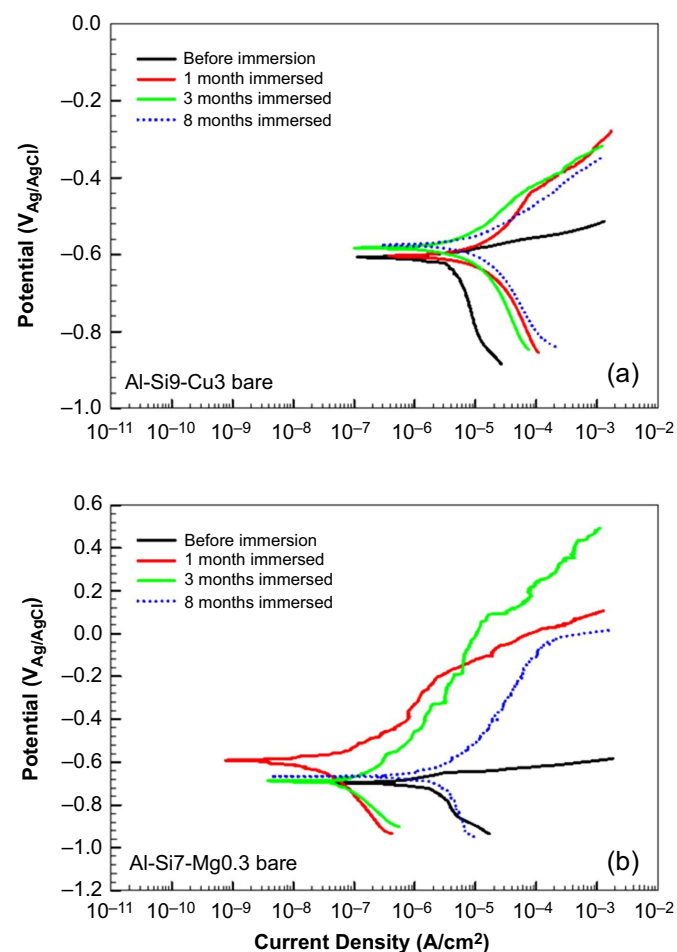 0.0
Before immersion
1 month immersed
3 months immersed
8 months immersed
–0.2
–0.4
–0.6
–0.8
–1.0
Potential (V_Ag/AgCl)
Al-Si9-Cu3 bare
(a)
10⁻¹¹ 10⁻¹⁰ 10⁻⁹ 10⁻⁸ 10⁻⁷ 10⁻⁶ 10⁻⁵ 10⁻⁴ 10⁻³ 10⁻²
0.6
Before immersion
1 month immersed
3 months immersed
8 months immersed
0.4
0.2
0.0
–0.2
–0.4
–0.6
–0.8
–1.0
–1.2
Potential (V_Ag/AgCl)
Al-Si7-Mg0.3 bare
(b)
10⁻¹¹ 10⁻¹⁰ 10⁻⁹ 10⁻⁸ 10⁻⁷ 10⁻⁶ 10⁻⁵ 10⁻⁴ 10⁻³ 10⁻²
Current Density (A/cm²)